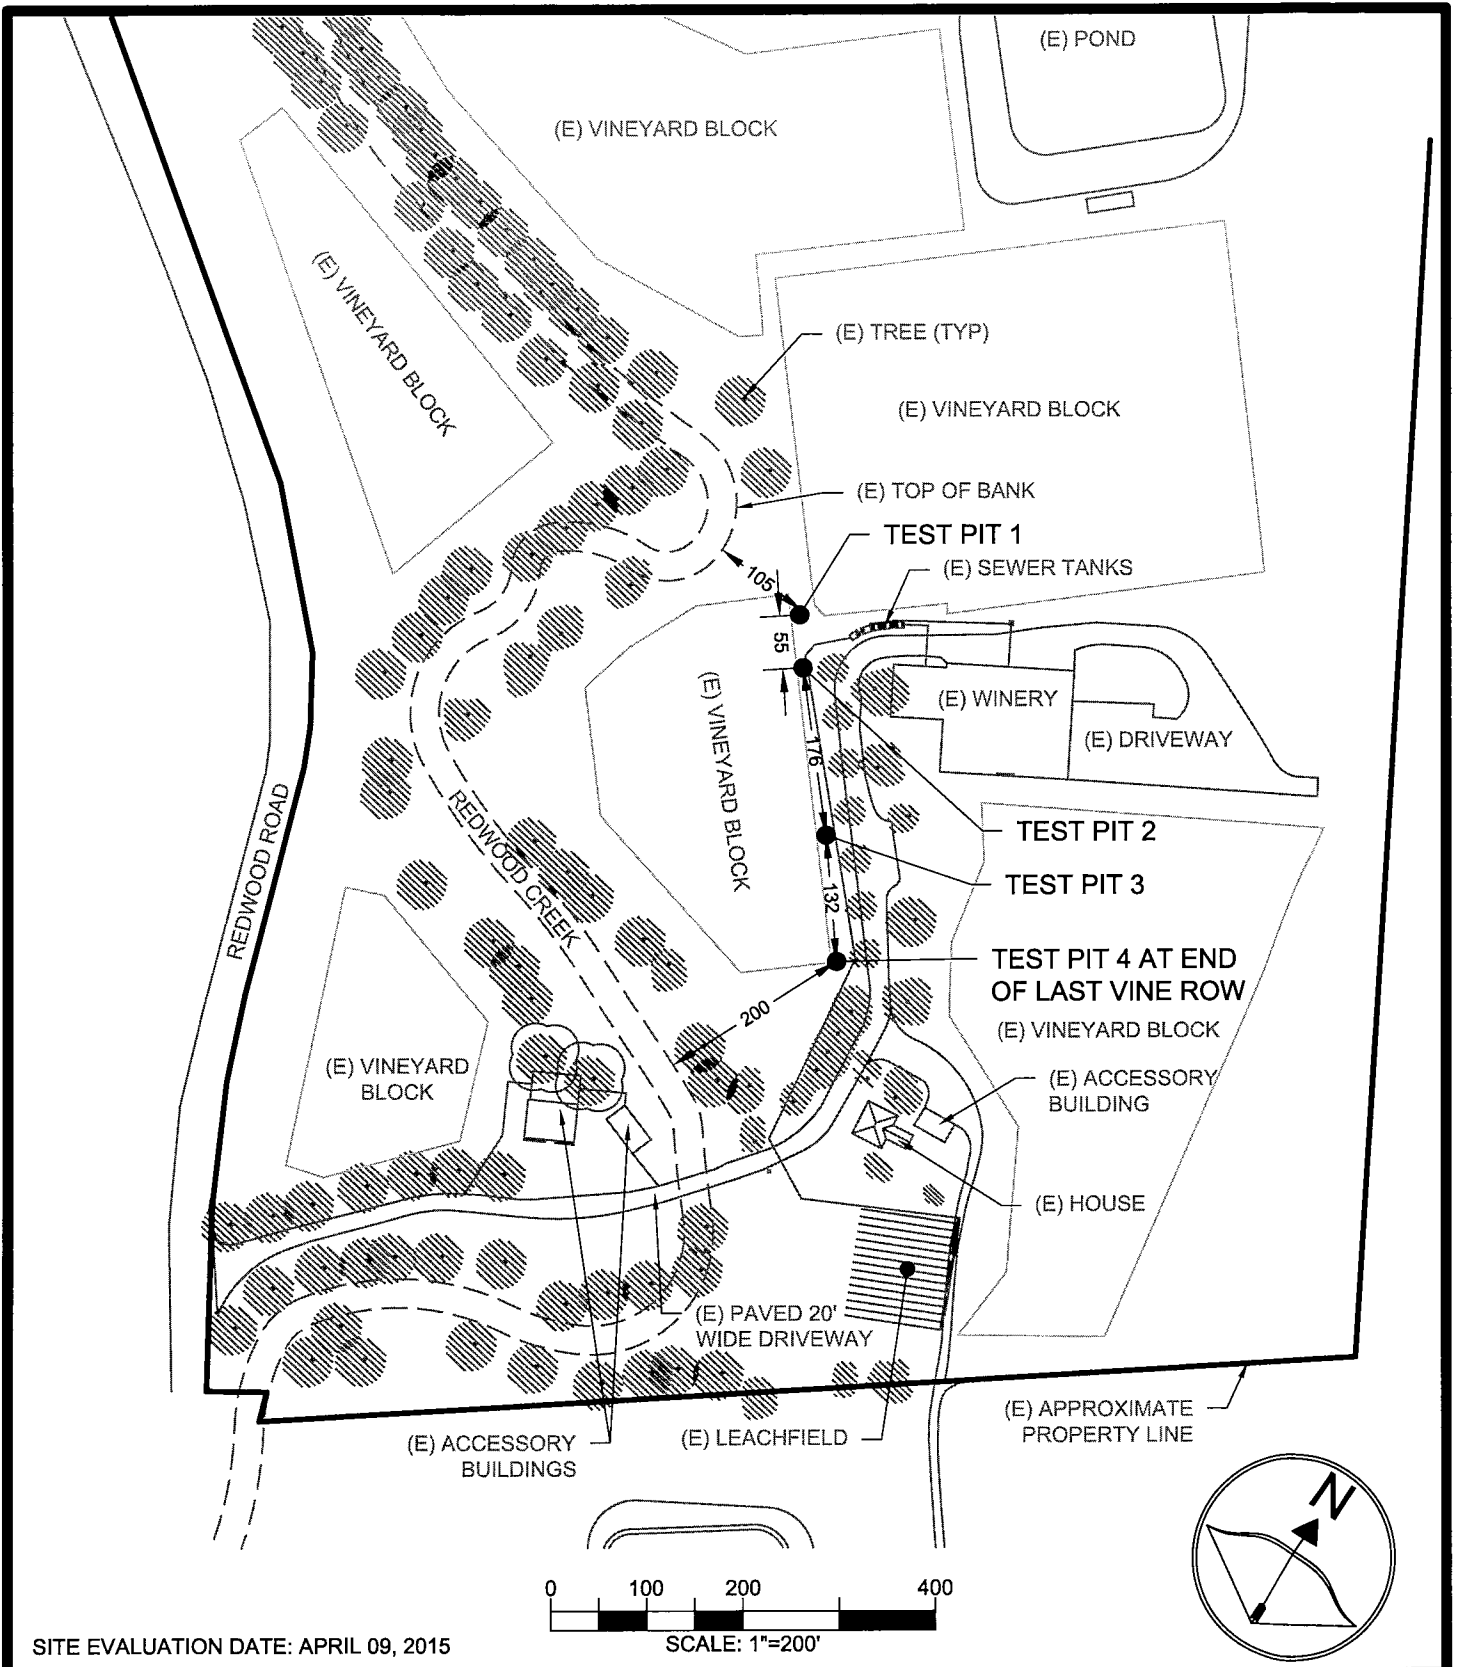 (E) POND
(E) VINEYARD BLOCK
(E) VINEYARD BLOCK
(E) TREE (TYP)
(E) VINEYARD BLOCK
(E) TOP OF BANK
TEST PIT 1
(E) SEWER TANKS
105
55
(E) VINEYARD BLOCK
(E) WINERY
(E) DRIVEWAY
176
REDWOOD ROAD
REDWOOD CREEK
TEST PIT 2
TEST PIT 3
132
TEST PIT 4 AT END
OF LAST VINE ROW
200
(E) VINEYARD BLOCK
(E) VINEYARD
BLOCK
(E) ACCESSORY
BUILDING
(E) HOUSE
(E) PAVED 20'
WIDE DRIVEWAY
(E) ACCESSORY
BUILDINGS
(E) LEACHFIELD
(E) APPROXIMATE
PROPERTY LINE
N
0 100 200 400
SCALE: 1"=200'
SITE EVALUATION DATE: APRIL 09, 2015